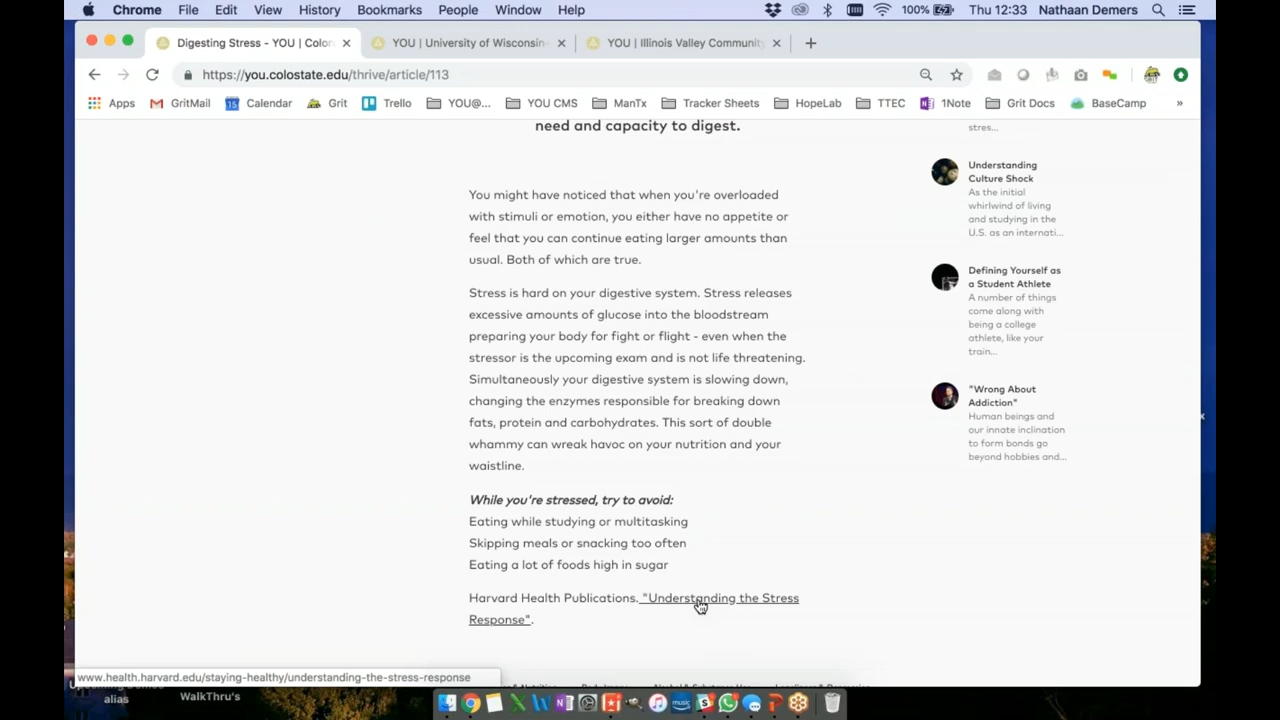 Chrome File Edit View History Bookmarks People Window Help 100% Thu 12:33 Nathaan Demers
Digesting Stress - YOU | Color YOU | University of Wisconsin- YOU | Illinois Valley Community
https://you.colostate.edu/thrive/article/113
Apps GritMail Calendar Grit Trello YOU@... YOU CMS ManTx Tracker Sheets HopeLab TTEC 1Note Grit Docs BaseCamp »
need and capacity to digest.
You might have noticed that when you're overloaded
with stimuli or emotion, you either have no appetite or
feel that you can continue eating larger amounts than
usual. Both of which are true.
Stress is hard on your digestive system. Stress releases
excessive amounts of glucose into the bloodstream
preparing your body for fight or flight - even when the
stressor is the upcoming exam and is not life threatening.
Simultaneously your digestive system is slowing down,
changing the enzymes responsible for breaking down
fats, protein and carbohydrates. This sort of double
whammy can wreak havoc on your nutrition and your
waistline.
While you're stressed, try to avoid:
Eating while studying or multitasking
Skipping meals or snacking too often
Eating a lot of foods high in sugar
Harvard Health Publications. "Understanding the Stress
Response".
stres...
Understanding
Culture Shock
As the initial
whirlwind of living
and studying in the
U.S. as an internati...
Defining Yourself as
a Student Athlete
A number of things
come along with
being a college
athlete, like your
train...
"Wrong About
Addiction"
Human beings and
our innate inclination
to form bonds go
beyond hobbies and...
www.health.harvard.edu/staying-healthy/understanding-the-stress-response
alias WalkThru's
music